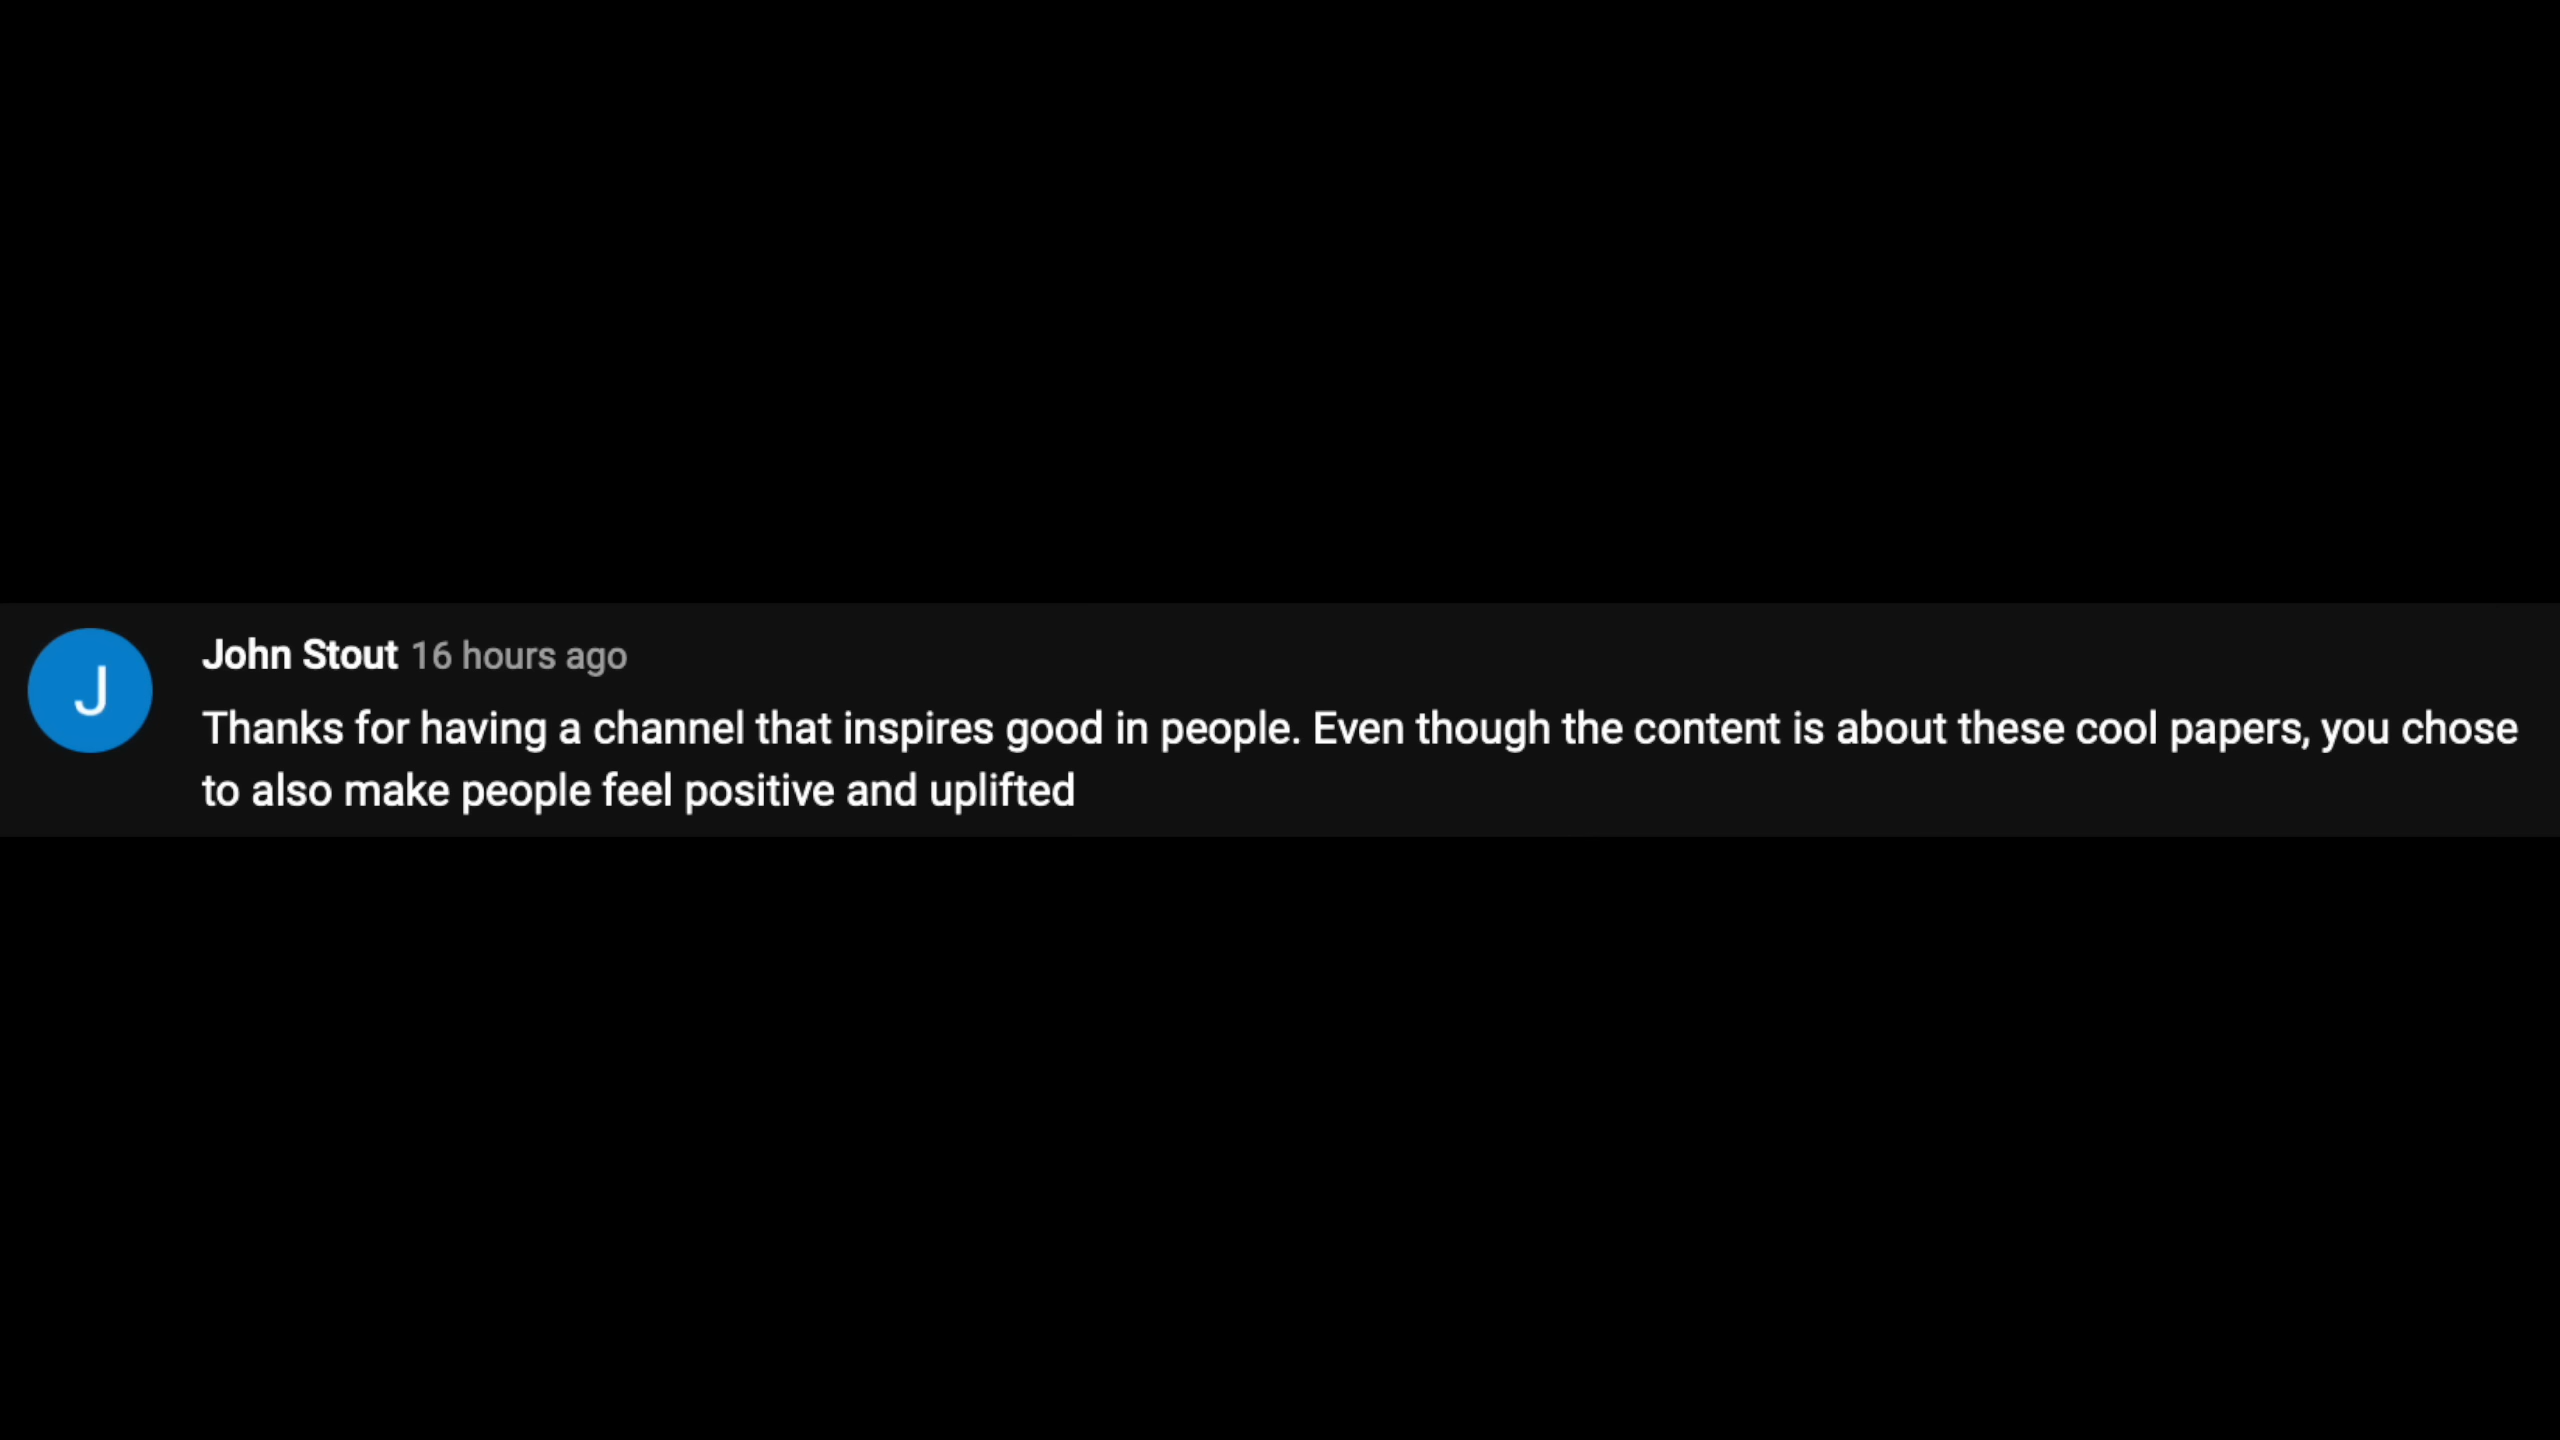 J
John Stout 16 hours ago
Thanks for having a channel that inspires good in people. Even though the content is about these cool papers, you chose
to also make people feel positive and uplifted